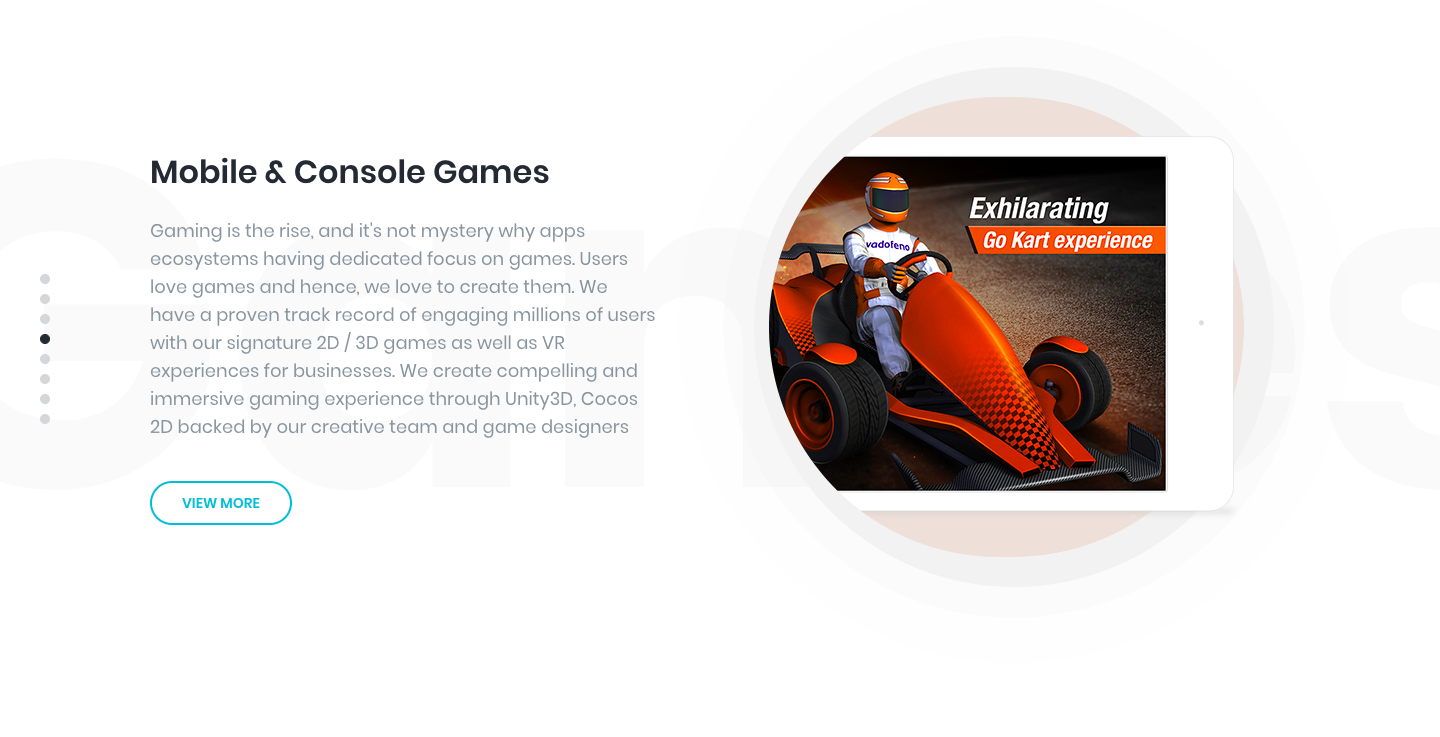 Mobile & Console Games
Gaming is the rise, and it's not mystery why apps
ecosystems having dedicated focus on games. Users
love games and hence, we love to create them. We
have a proven track record of engaging millions of users
with our signature 2D / 3D games as well as VR
experiences for businesses. We create compelling and
immersive gaming experience through Unity3D, Cocos
2D backed by our creative team and game designers
VIEW MORE
Exhilarating
Go Kart experience
vadofeno